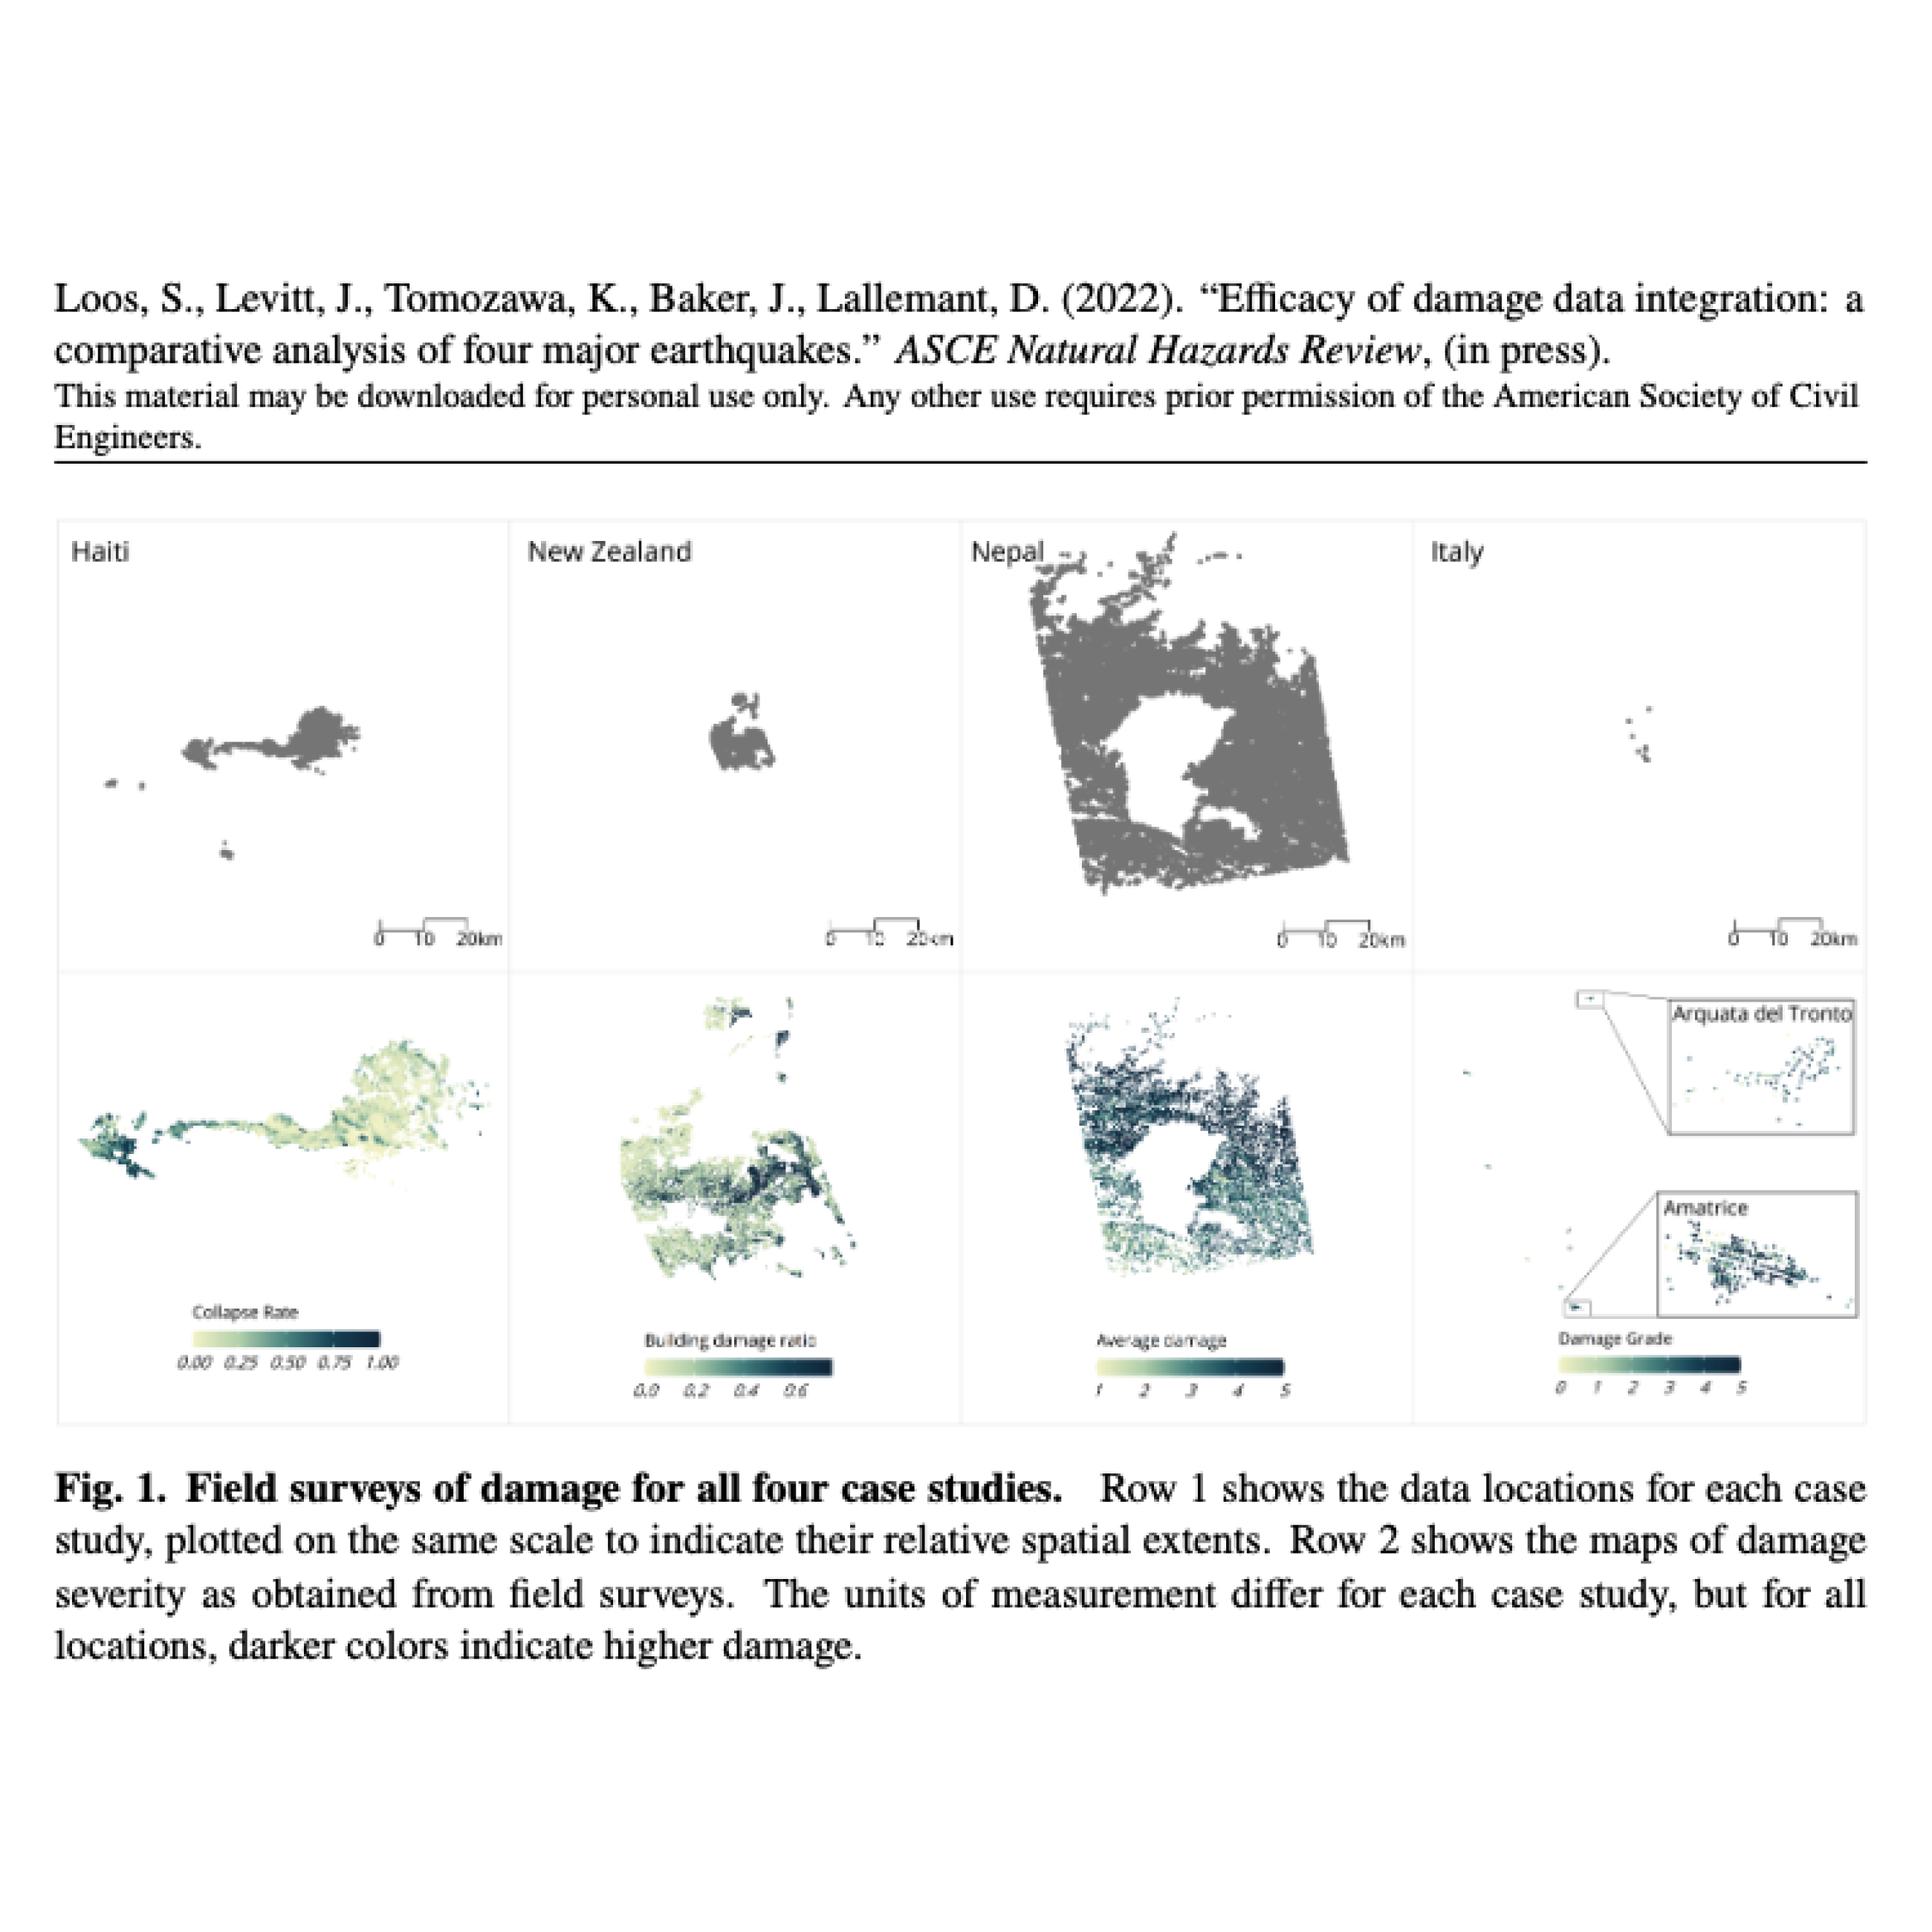 Loos, S., Levitt, J., Tomozawa, K., Baker, J., Lallemant, D. (2022). “Efficacy of damage data integration: a
comparative analysis of four major earthquakes.” ASCE Natural Hazards Review, (in press).
This material may be downloaded for personal use only. Any other use requires prior permission of the American Society of Civil
Engineers.
Haiti
New Zealand
Nepal
Italy
0 10 20km
0 10 20km
0 10 20km
0 10 20km
Arquata del Tronto
Amatrice
Collapse Rate
0.00 0.25 0.50 0.75 1.00
Building damage ratio
0.0 0.2 0.4 0.6
Average damage
1 2 3 4 5
Damage Grade
0 1 2 3 4 5
Fig. 1. Field surveys of damage for all four case studies. Row 1 shows the data locations for each case
study, plotted on the same scale to indicate their relative spatial extents. Row 2 shows the maps of damage
severity as obtained from field surveys. The units of measurement differ for each case study, but for all
locations, darker colors indicate higher damage.